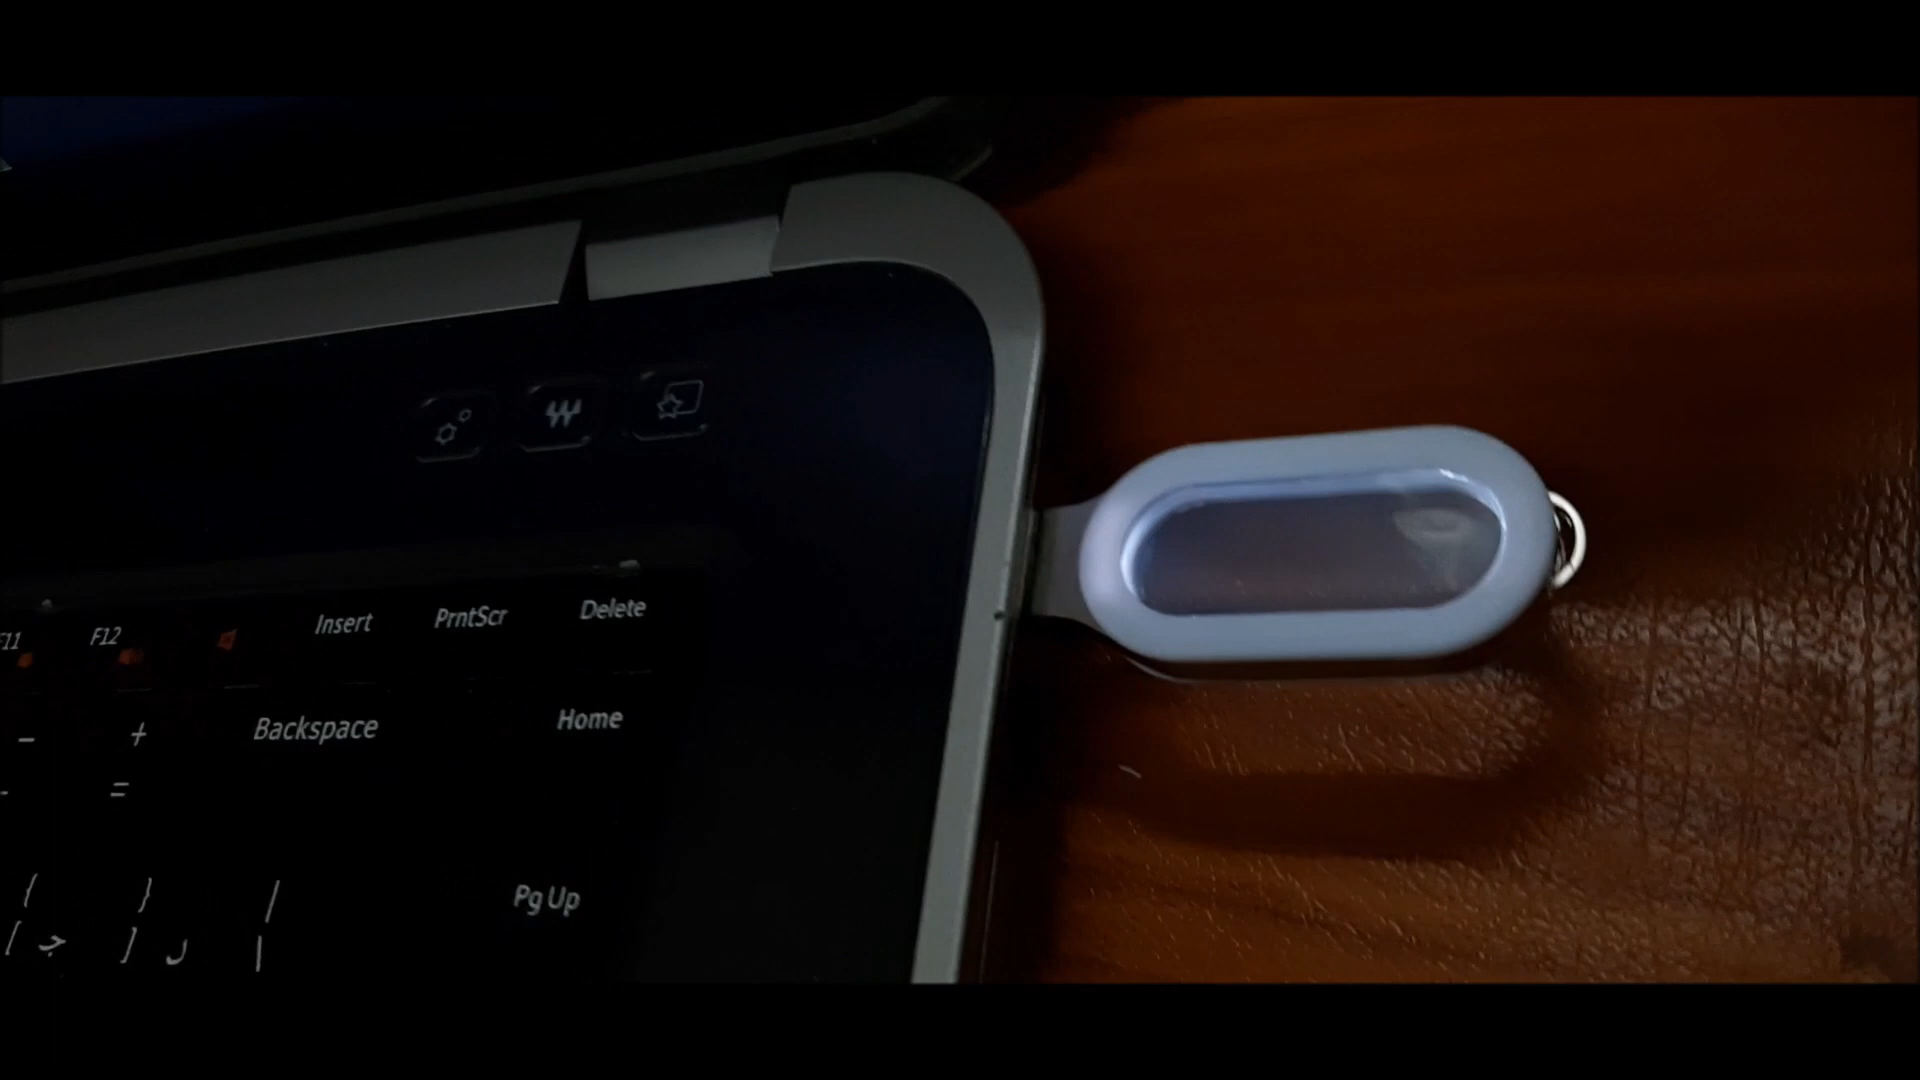 F11 F12 Insert PrntScr Delete
− + Backspace Home
- =
{ } | Pg Up
[ ج ] \